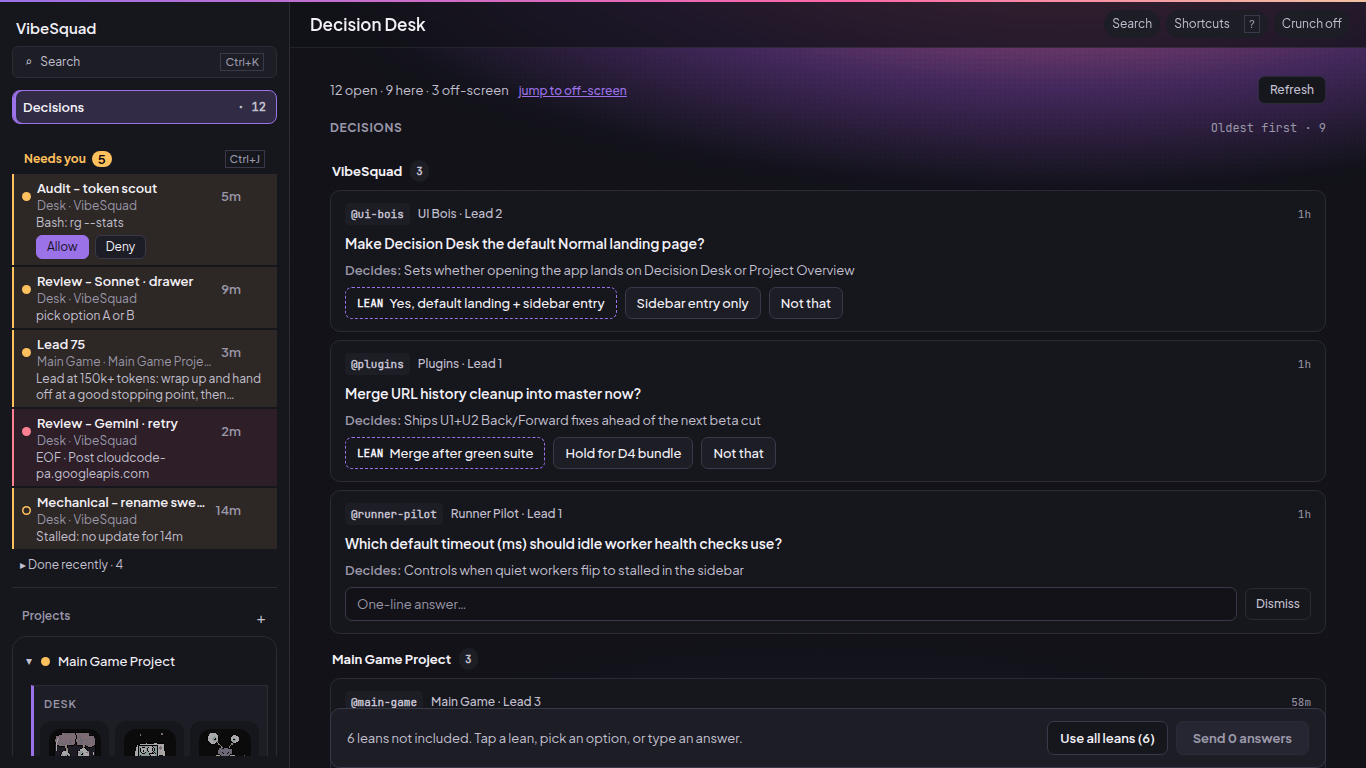 VibeSquad
Search Ctrl+K
Decisions · 12
Needs you 5 Ctrl+J
Audit – token scout 5m
Desk · VibeSquad
Bash: rg --stats
Allow Deny
Review – Sonnet · drawer 9m
Desk · VibeSquad
pick option A or B
Lead 75 3m
Main Game · Main Game Proje...
Lead at 150k+ tokens: wrap up and hand
off at a good stopping point, then...
Review – Gemini · retry 2m
Desk · VibeSquad
EOF · Post cloudcode-
pa.googleapis.com
Mechanical – rename swe... 14m
Desk · VibeSquad
Stalled: no update for 14m
▸ Done recently · 4
Projects +
▾ Main Game Project
DESK
Decision Desk
Search Shortcuts ? Crunch off
12 open · 9 here · 3 off-screen jump to off-screen Refresh
DECISIONS Oldest first · 9
VibeSquad 3
@ui-bois UI Bois · Lead 2 1h
Make Decision Desk the default Normal landing page?
Decides: Sets whether opening the app lands on Decision Desk or Project Overview
LEAN Yes, default landing + sidebar entry Sidebar entry only Not that
@plugins Plugins · Lead 1 1h
Merge URL history cleanup into master now?
Decides: Ships U1+U2 Back/Forward fixes ahead of the next beta cut
LEAN Merge after green suite Hold for D4 bundle Not that
@runner-pilot Runner Pilot · Lead 1 1h
Which default timeout (ms) should idle worker health checks use?
Decides: Controls when quiet workers flip to stalled in the sidebar
One-line answer... Dismiss
Main Game Project 3
@main-game Main Game · Lead 3 58m
6 leans not included. Tap a lean, pick an option, or type an answer. Use all leans (6) Send 0 answers